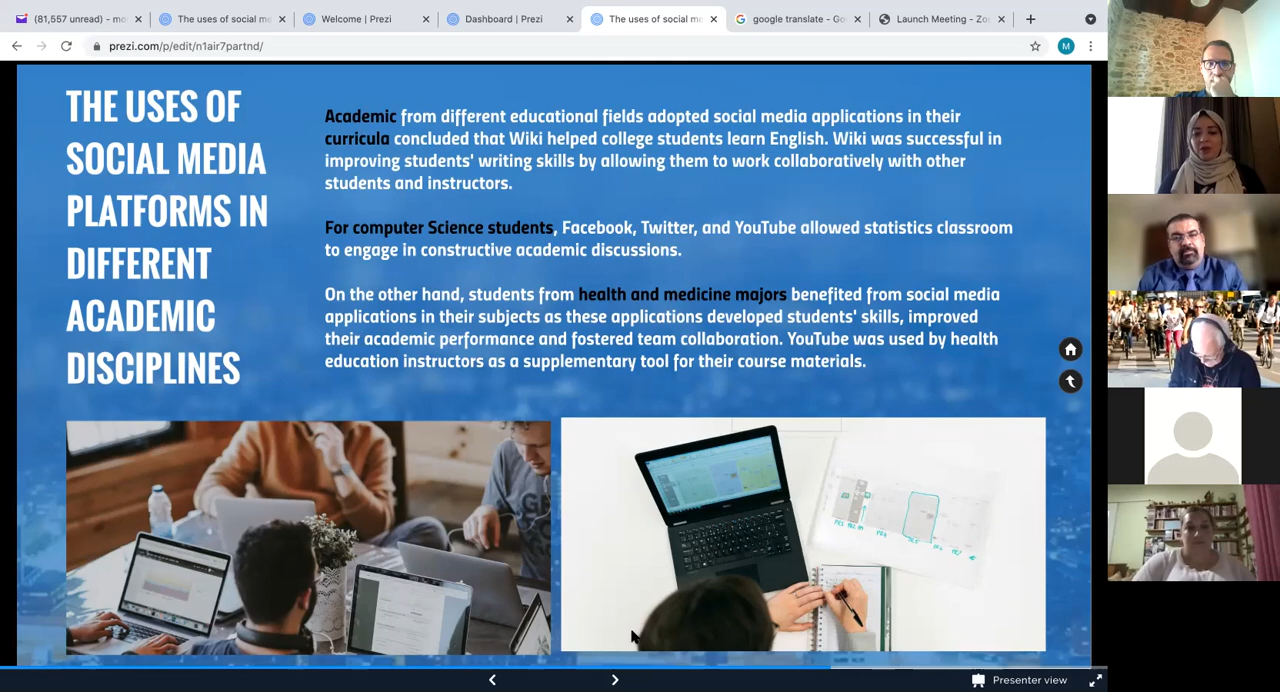 (81,557 unread) - mo
The uses of social me
Welcome | Prezi
Dashboard | Prezi
The uses of social me
google translate - Go
Launch Meeting - Zo
prezi.com/p/edit/n1air7partnd/
M
THE USES OF
SOCIAL MEDIA
PLATFORMS IN
DIFFERENT
ACADEMIC
DISCIPLINES
Academic from different educational fields adopted social media applications in their
curricula concluded that Wiki helped college students learn English. Wiki was successful in
improving students' writing skills by allowing them to work collaboratively with other
students and instructors.
For computer Science students, Facebook, Twitter, and YouTube allowed statistics classroom
to engage in constructive academic discussions.
On the other hand, students from health and medicine majors benefited from social media
applications in their subjects as these applications developed students' skills, improved
their academic performance and fostered team collaboration. YouTube was used by health
education instructors as a supplementary tool for their course materials.
Presenter view